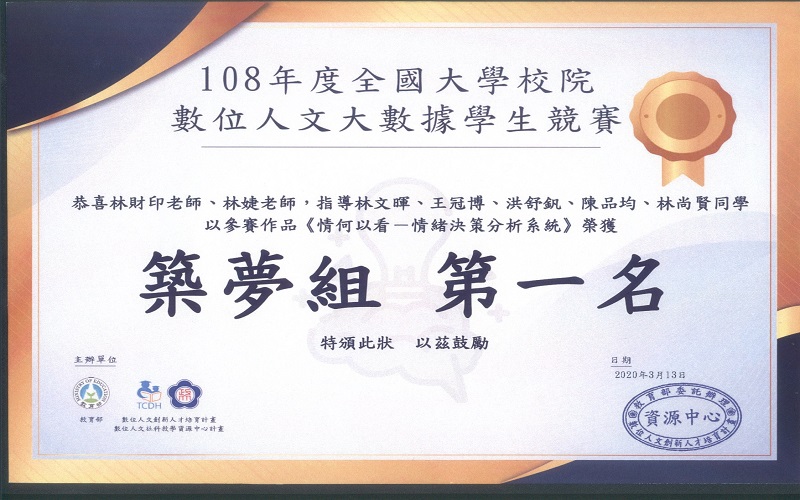 108年度全國大學校院
數位人文大數據學生競賽
恭喜林財印老師、林婕老師，指導林文暉、王冠博、洪舒釩、陳品均、林尚賢同學
以參賽作品《情何以看－情緒決策分析系統》榮獲
築夢組 第一名
特頒此狀 以茲鼓勵
主辦單位
MINISTRY OF EDUCATION
教育部
TCDH
數位人文創新人才培育計畫
數位人文社科教學資源中心計畫
日期
2020年3月13日
教育部委託辦理
資源中心
數位人文創新人才培育計畫